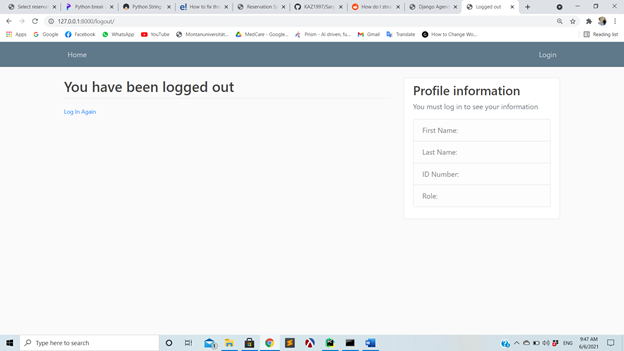 Select reserva
Python break
Python String
How to fix thi
Reservation S
KAZ1997/Sar
How do I stru
Django Agen
Logged out
127.0.0.1:8000/logout/
Apps
Google
Facebook
WhatsApp
YouTube
Montanauniversität...
MedCare - Google...
Prism - AI driven, fu...
Gmail
Translate
How to Change Wo...
Reading list
Home
Login
You have been logged out
Log In Again
Profile information
You must log in to see your information
First Name:
Last Name:
ID Number:
Role:
Type here to search
ENG
9:47 AM
6/6/2021